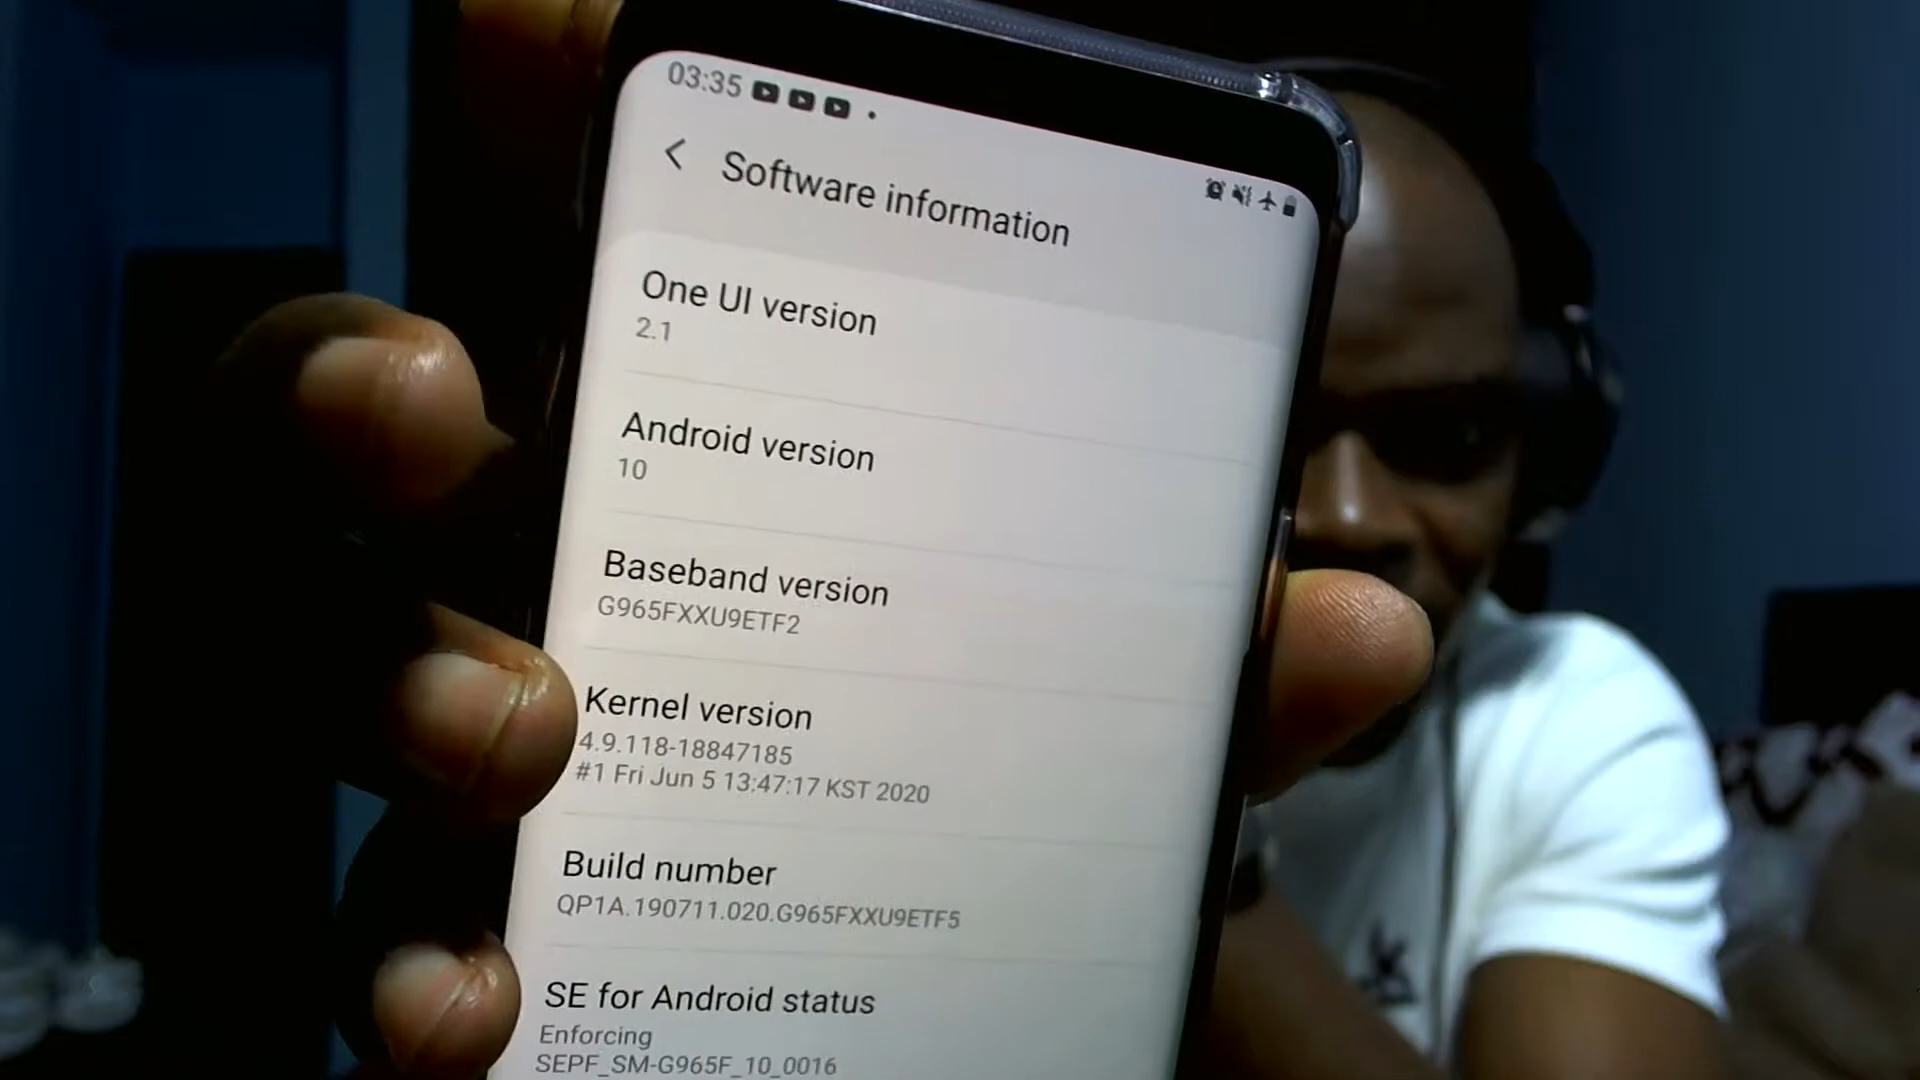 03:35
Software information
One UI version
2.1
Android version
10
Baseband version
G965FXXU9ETF2
Kernel version
4.9.118-18847185
#1 Fri Jun 5 13:47:17 KST 2020
Build number
QP1A.190711.020.G965FXXU9ETF5
SE for Android status
Enforcing
SEPF_SM-G965F_10_0016